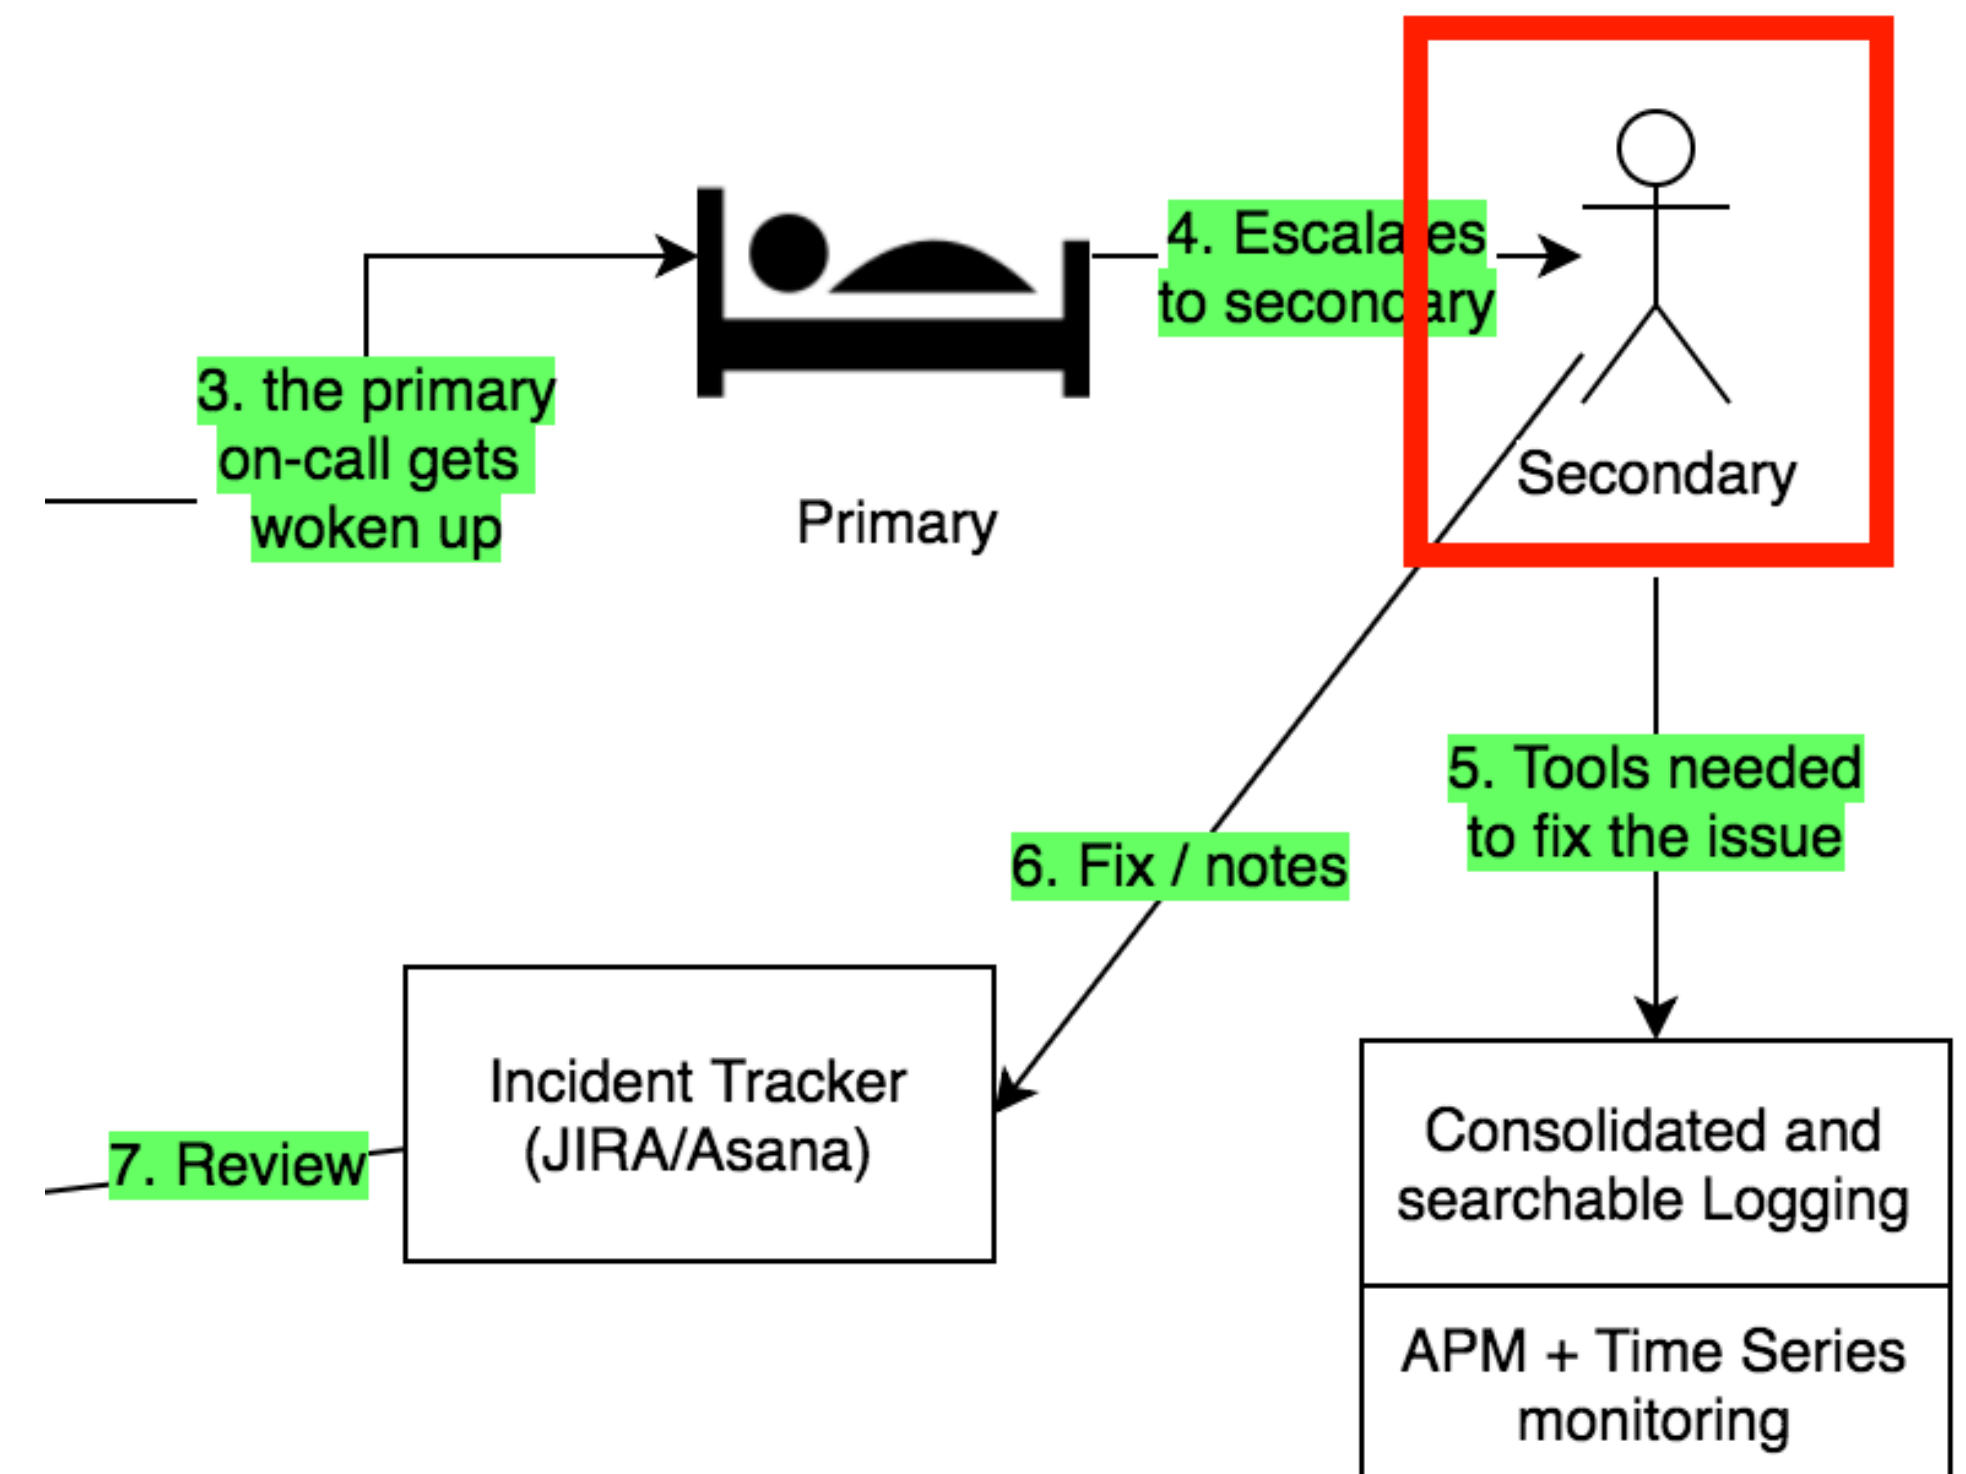 4. Escalates
to secondary
3. the primary
on-call gets
woken up
Primary
Secondary
5. Tools needed
to fix the issue
6. Fix / notes
Incident Tracker
(JIRA/Asana)
7. Review
Consolidated and
searchable Logging
APM + Time Series
monitoring